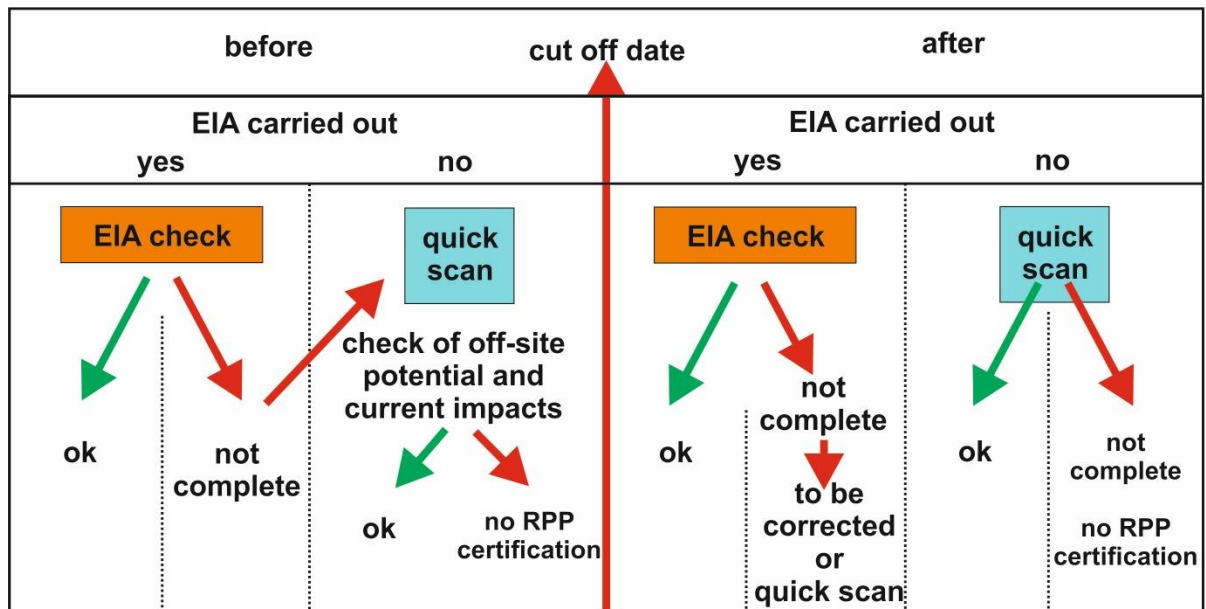 before
cut off date
after
EIA carried out
yes
no
EIA carried out
yes
no
EIA check
ok
not
complete
quick
scan
check of off-site
potential and
current impacts
ok
no RPP
certification
EIA check
ok
not
complete
to be
corrected
or
quick scan
quick
scan
ok
not
complete
no RPP
certification